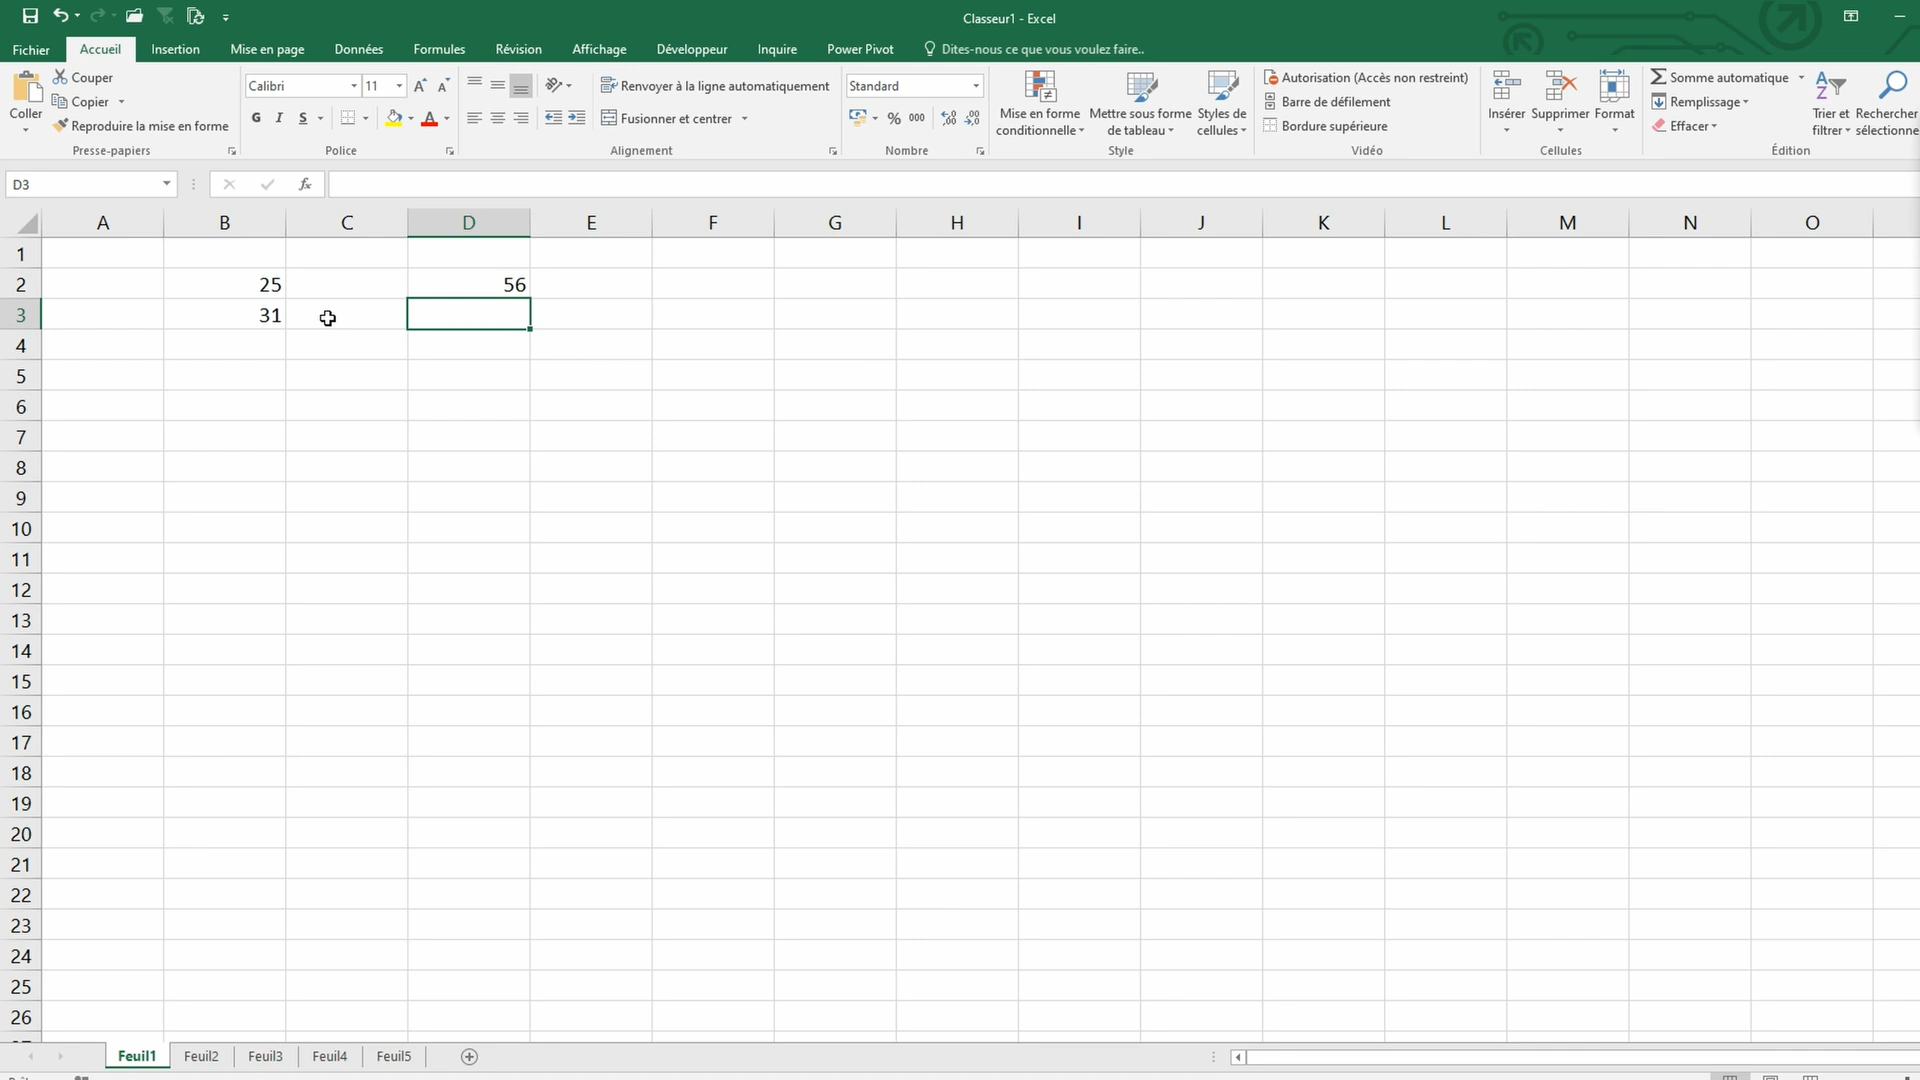 Classeur1 - Excel
Fichier Accueil Insertion Mise en page Données Formules Révision Affichage Développeur Inquire Power Pivot Dites-nous ce que vous voulez faire..
Coller
Couper
Copier
Reproduire la mise en forme
Presse-papiers
Calibri 11
G I S A
Police
Renvoyer à la ligne automatiquement
Fusionner et centrer
Alignement
Standard
% 000 ,00
Nombre
Mise en forme conditionnelle
Mettre sous forme de tableau
Styles de cellules
Style
Autorisation (Accès non restreint)
Barre de défilement
Bordure supérieure
Vidéo
Insérer Supprimer Format
Cellules
Somme automatique
Remplissage
Effacer
Trier et filtrer
Rechercher
sélectionne
Édition
D3 fx
A B C D E F G H I J K L M N O
1
2 25 56
3 31
4
5
6
7
8
9
10
11
12
13
14
15
16
17
18
19
20
21
22
23
24
25
26
Feuil1 Feuil2 Feuil3 Feuil4 Feuil5